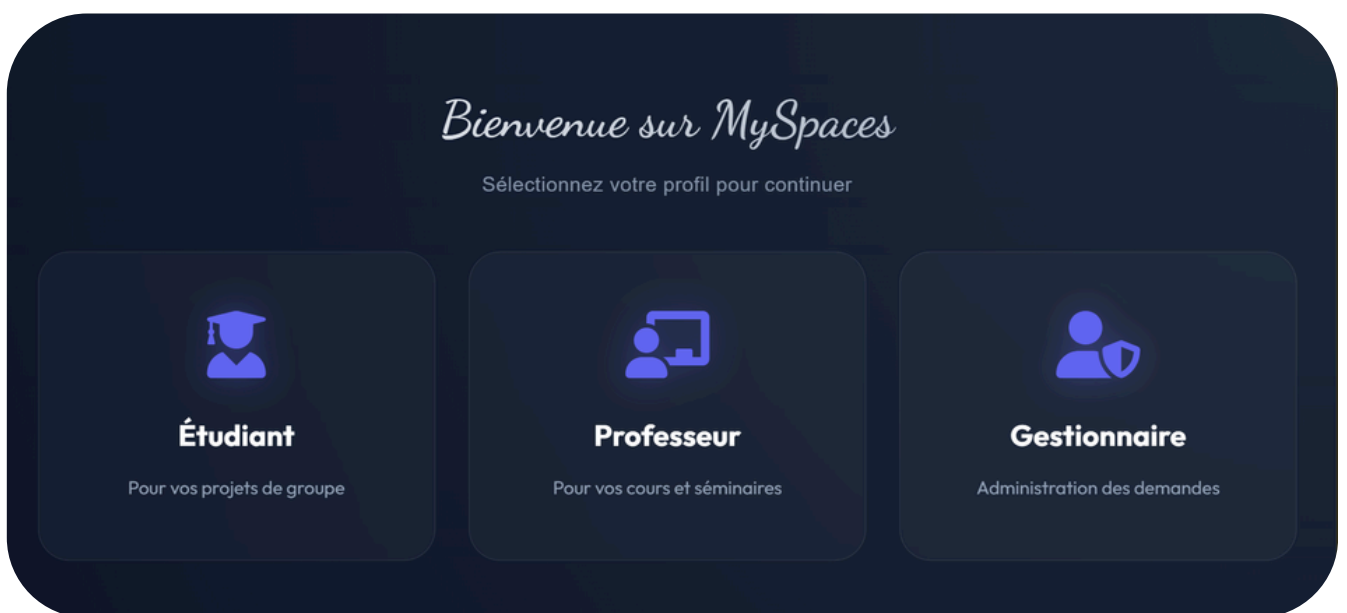 Bienvenue sur MySpaces
Sélectionnez votre profil pour continuer
Étudiant
Pour vos projets de groupe
Professeur
Pour vos cours et séminaires
Gestionnaire
Administration des demandes